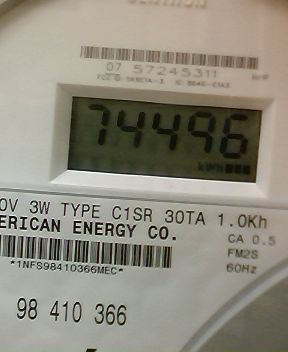 07 57245311
74496
kWh
0V 3W TYPE C1SR 30TA 1.0Kh
ERICAN ENERGY CO.
CA 0.5
FM2S
60Hz
*1NFS98410366MEC*
98 410 366